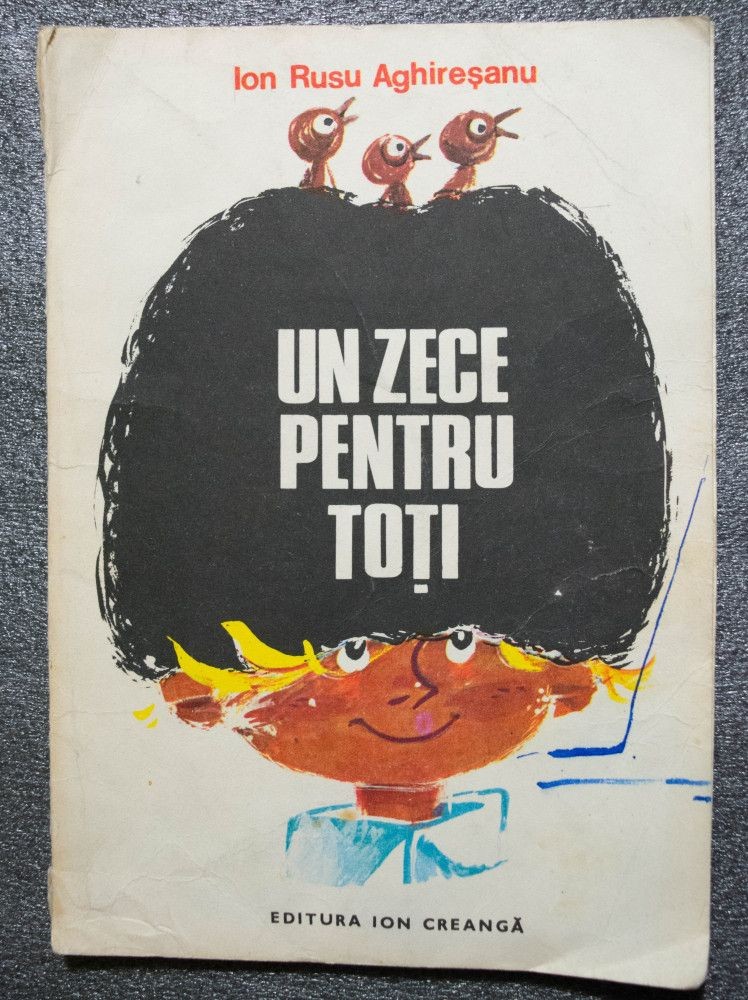 Ion Rusu Aghireșanu
UN ZECE
PENTRU
TOȚI
EDITURA ION CREANGĂ